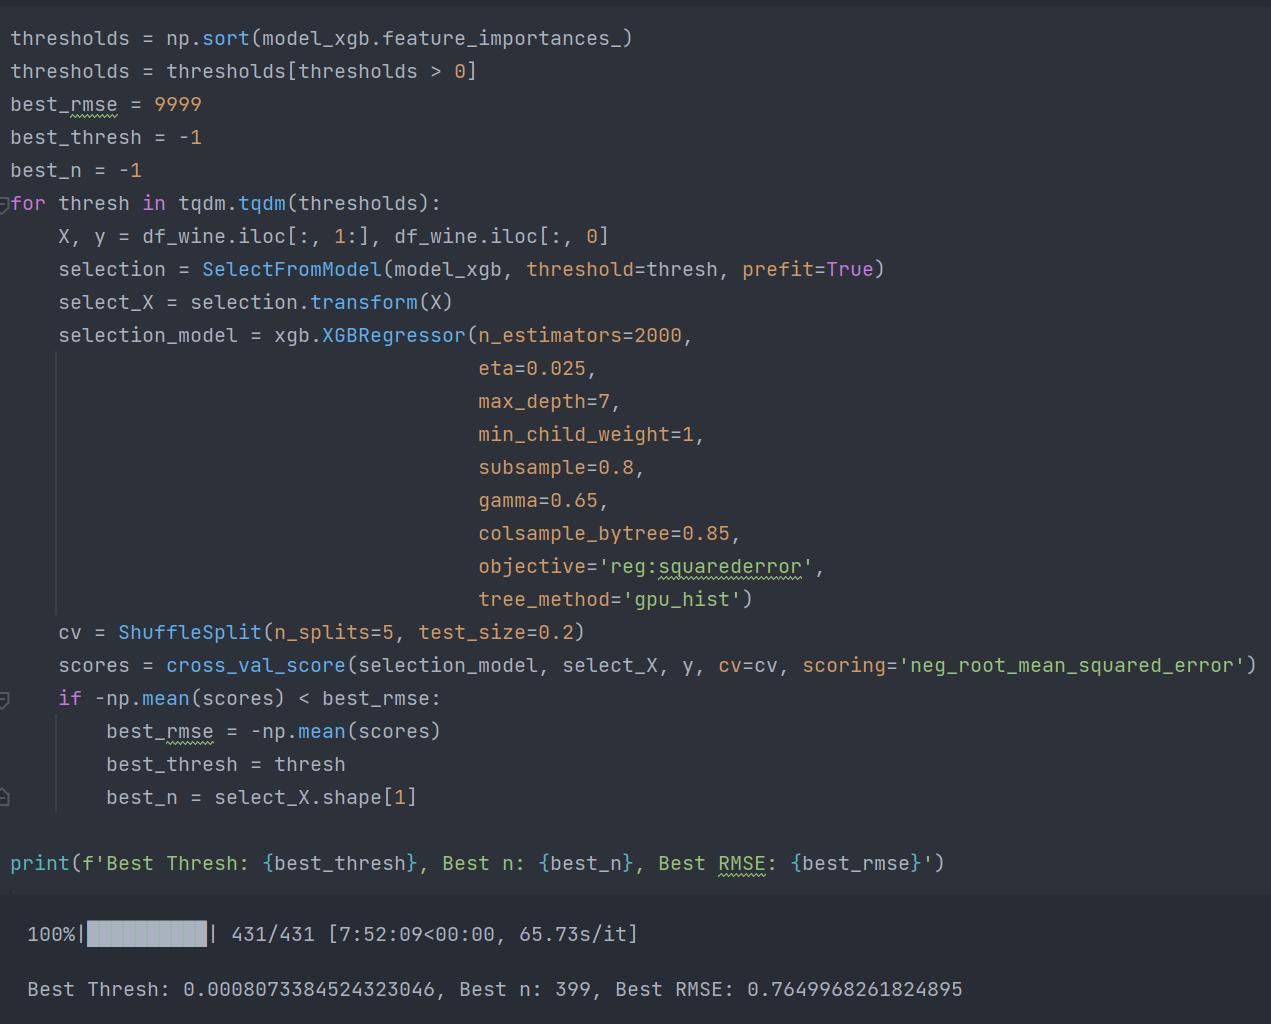 thresholds = np.sort(model_xgb.feature_importances_)
thresholds = thresholds[thresholds > 0]
best_rmse = 9999
best_thresh = -1
best_n = -1
for thresh in tqdm.tqdm(thresholds):
    X, y = df_wine.iloc[:, 1:], df_wine.iloc[:, 0]
    selection = SelectFromModel(model_xgb, threshold=thresh, prefit=True)
    select_X = selection.transform(X)
    selection_model = xgb.XGBRegressor(n_estimators=2000,
                                       eta=0.025,
                                       max_depth=7,
                                       min_child_weight=1,
                                       subsample=0.8,
                                       gamma=0.65,
                                       colsample_bytree=0.85,
                                       objective='reg:squarederror',
                                       tree_method='gpu_hist')
    cv = ShuffleSplit(n_splits=5, test_size=0.2)
    scores = cross_val_score(selection_model, select_X, y, cv=cv, scoring='neg_root_mean_squared_error')
    if -np.mean(scores) < best_rmse:
        best_rmse = -np.mean(scores)
        best_thresh = thresh
        best_n = select_X.shape[1]
print(f'Best Thresh: {best_thresh}, Best n: {best_n}, Best RMSE: {best_rmse}')
100%|██████████| 431/431 [7:52:09<00:00, 65.73s/it]
Best Thresh: 0.0008073384524323046, Best n: 399, Best RMSE: 0.7649968261824895